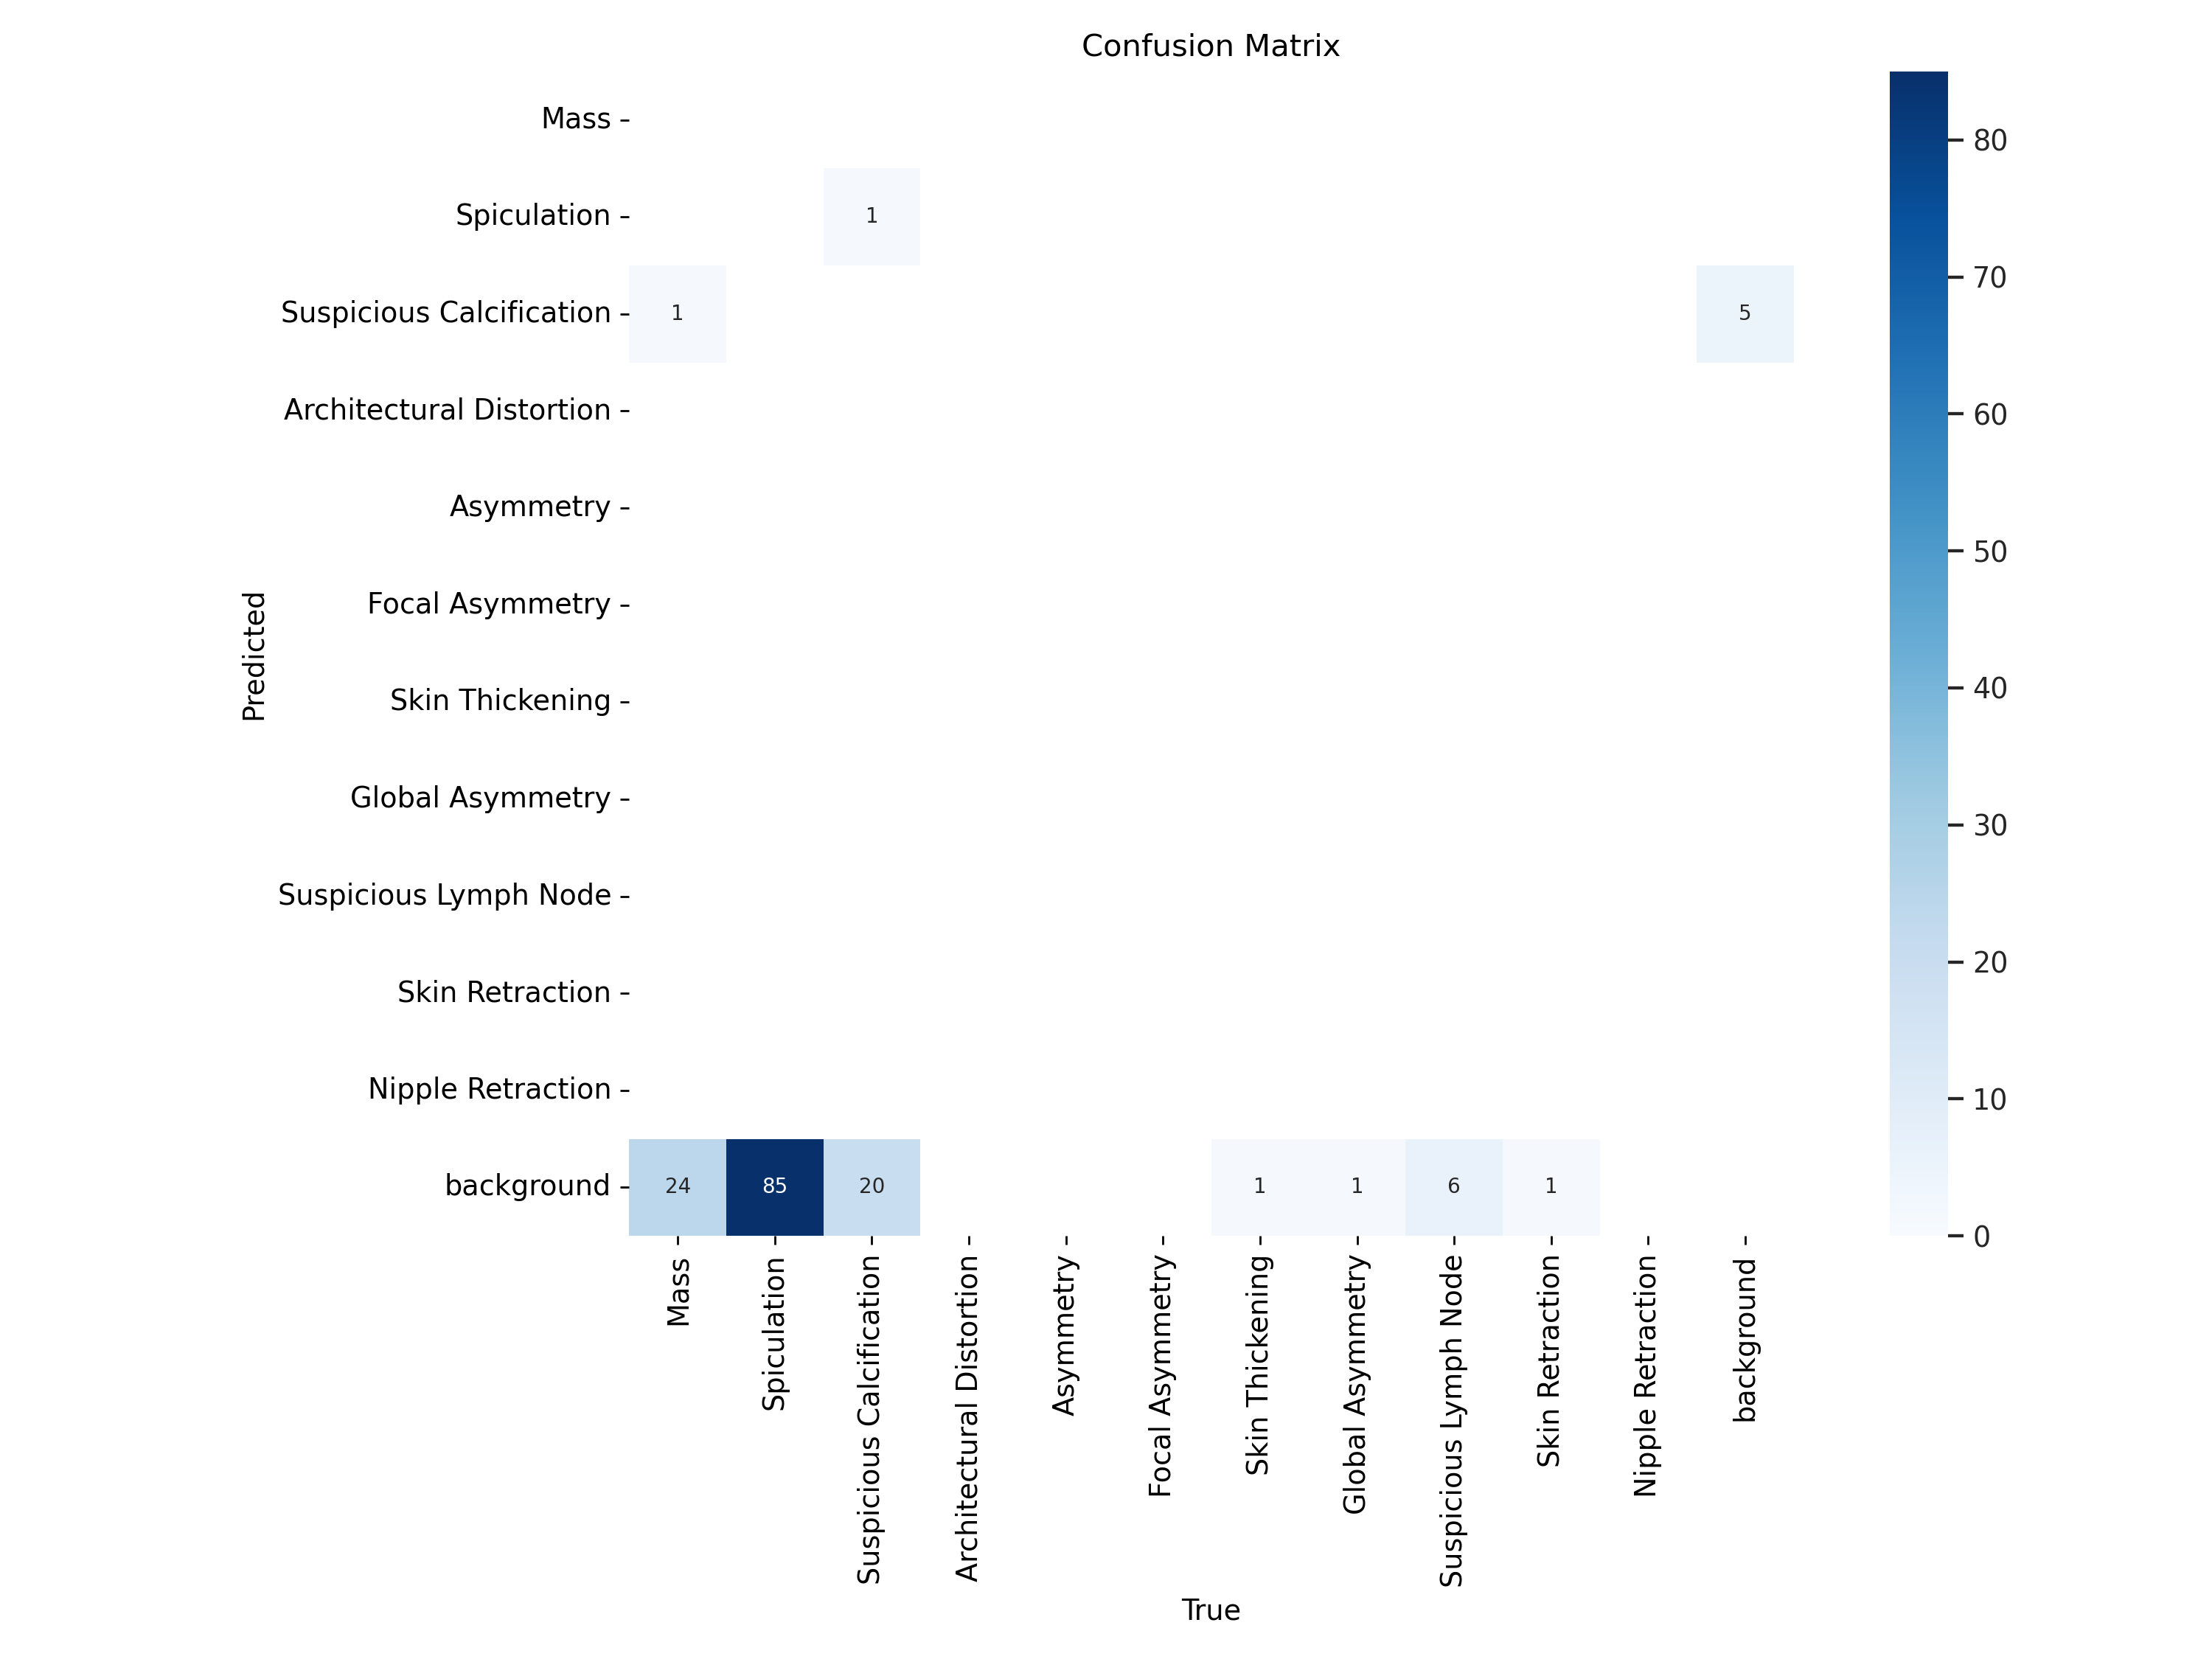 Confusion Matrix
Mass
Spiculation
1
Suspicious Calcification
1
5
Architectural Distortion
Asymmetry
Focal Asymmetry
Skin Thickening
Global Asymmetry
Suspicious Lymph Node
Skin Retraction
Nipple Retraction
background
24
85
20
1
1
6
1
Predicted
Mass
Spiculation
Suspicious Calcification
Architectural Distortion
Asymmetry
Focal Asymmetry
Skin Thickening
Global Asymmetry
Suspicious Lymph Node
Skin Retraction
Nipple Retraction
background
True
80
70
60
50
40
30
20
10
0